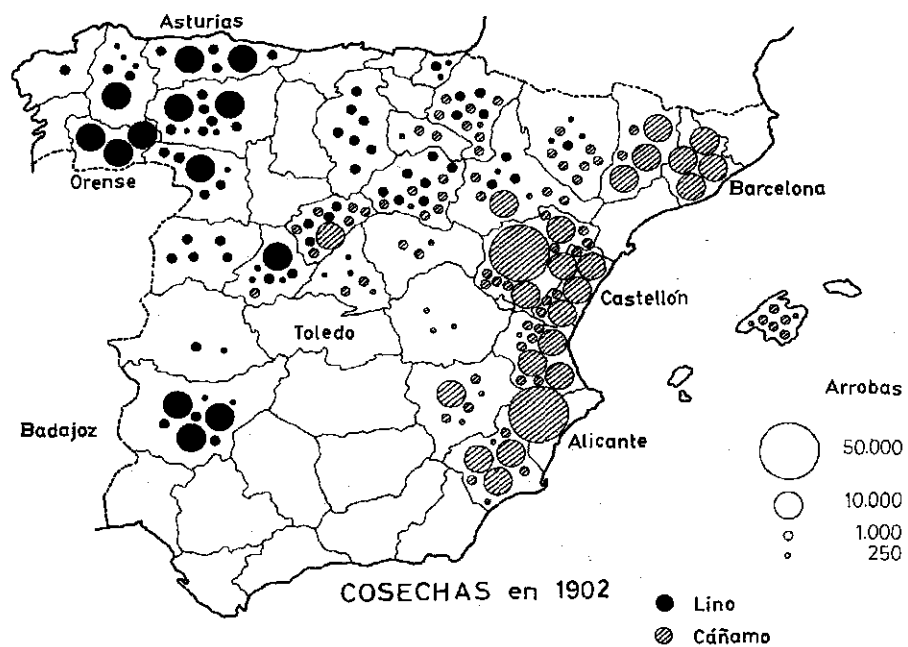 Asturias
Orense
Barcelona
Castellón
Toledo
Arrobas
Badajoz
Alicante
50.000
10.000
1.000
250
COSECHAS en 1902
Lino
Cáñamo